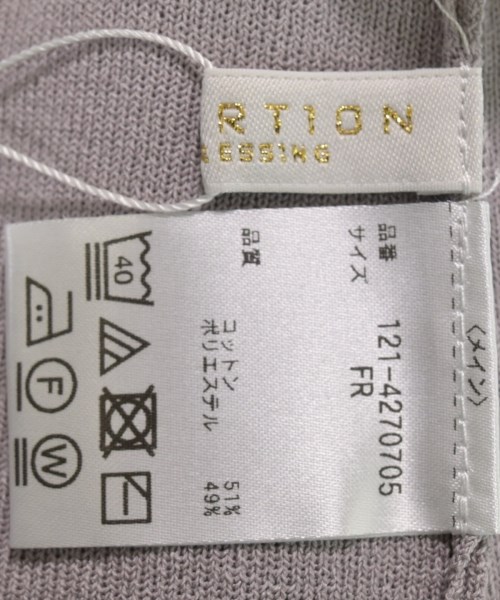 RTION
ESSING
〈メイン〉
品番 121-4270705
サイズ FR
品質
コットン 51%
ポリエステル 49%
40
F
W